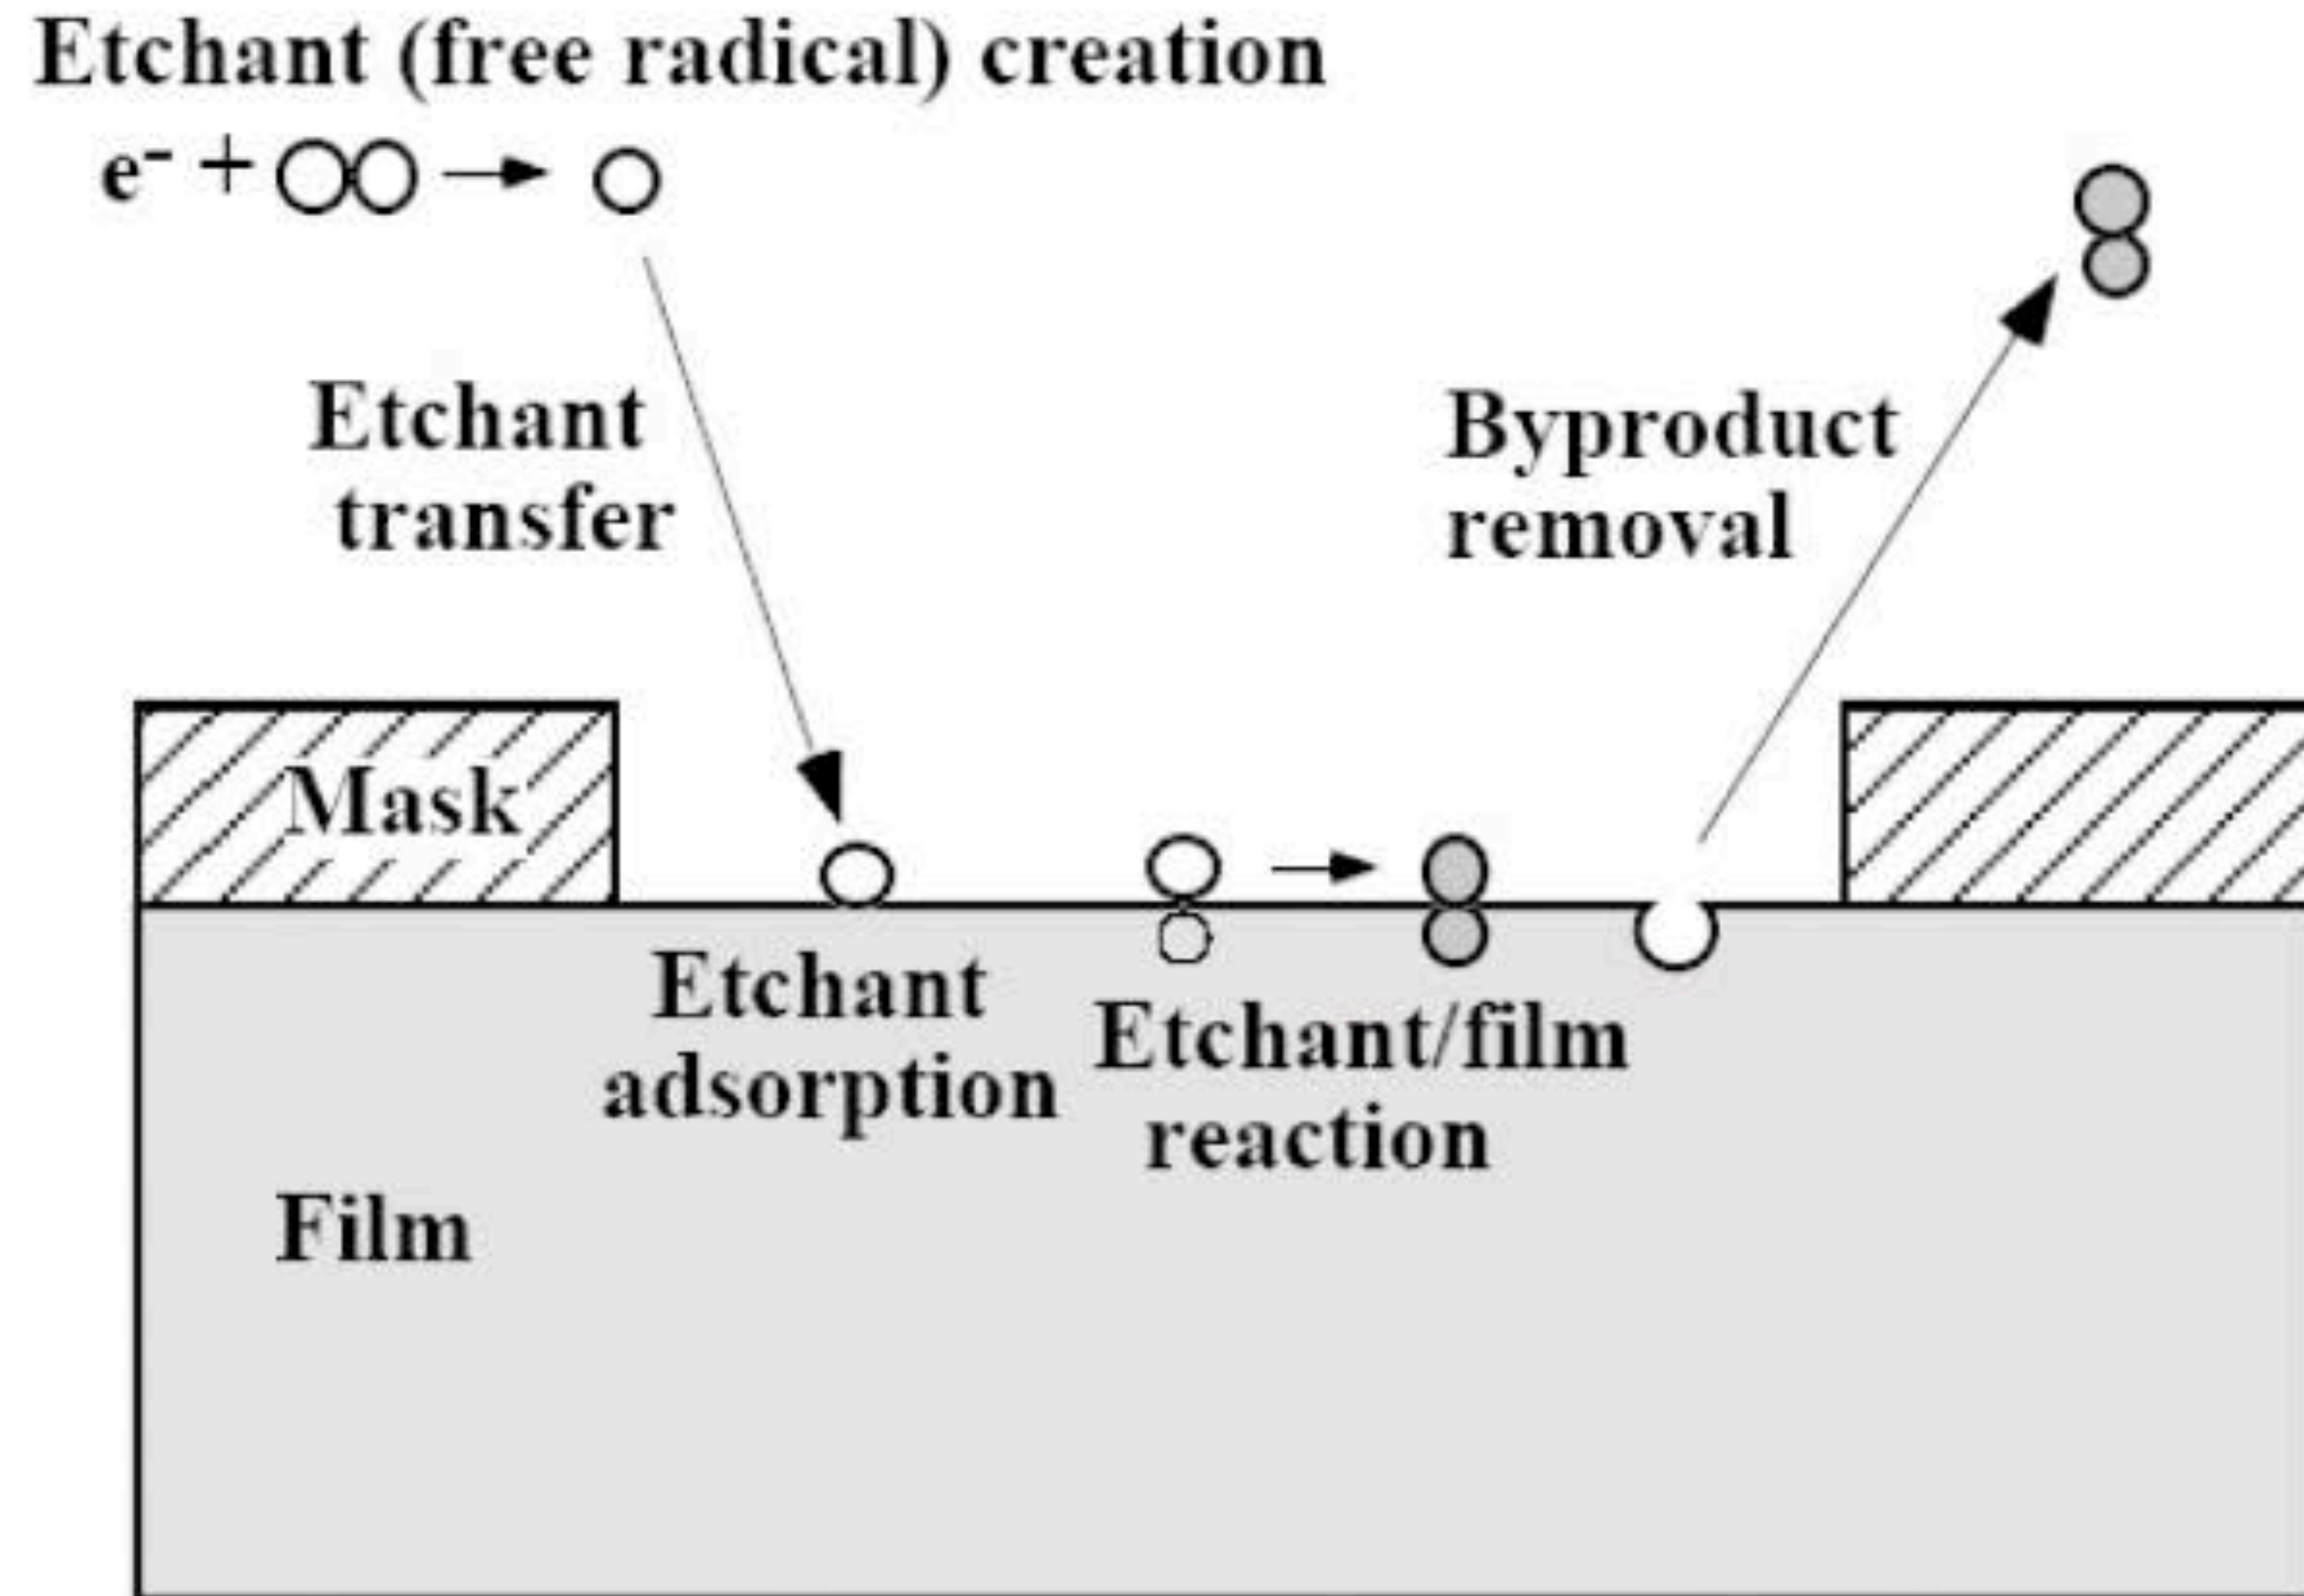 Etchant (free radical) creation
e⁻ +
Etchant
transfer
Byproduct
removal
Mask
Etchant
adsorption
Etchant/film
reaction
Film